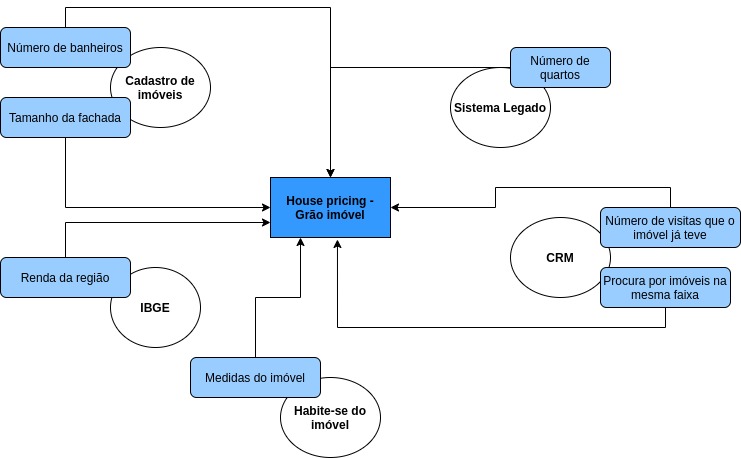 Número de banheiros
Cadastro de
imóveis
Tamanho da fachada
Número de
quartos
Sistema Legado
House pricing -
Grão imóvel
Número de visitas que o
imóvel já teve
CRM
Procura por imóveis na
mesma faixa
Renda da região
IBGE
Medidas do imóvel
Habite-se do
imóvel